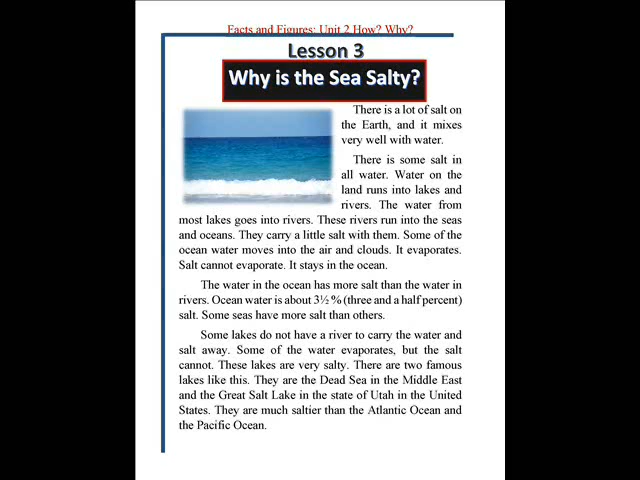 Facts and Figures: Unit 2 How? Why?
Lesson 3
Why is the Sea Salty?
There is a lot of salt on
the Earth, and it mixes
very well with water.
There is some salt in
all water. Water on the
land runs into lakes and
rivers. The water from
most lakes goes into rivers. These rivers run into the seas
and oceans. They carry a little salt with them. Some of the
ocean water moves into the air and clouds. It evaporates.
Salt cannot evaporate. It stays in the ocean.
The water in the ocean has more salt than the water in
rivers. Ocean water is about 3½ % (three and a half percent)
salt. Some seas have more salt than others.
Some lakes do not have a river to carry the water and
salt away. Some of the water evaporates, but the salt
cannot. These lakes are very salty. There are two famous
lakes like this. They are the Dead Sea in the Middle East
and the Great Salt Lake in the state of Utah in the United
States. They are much saltier than the Atlantic Ocean and
the Pacific Ocean.